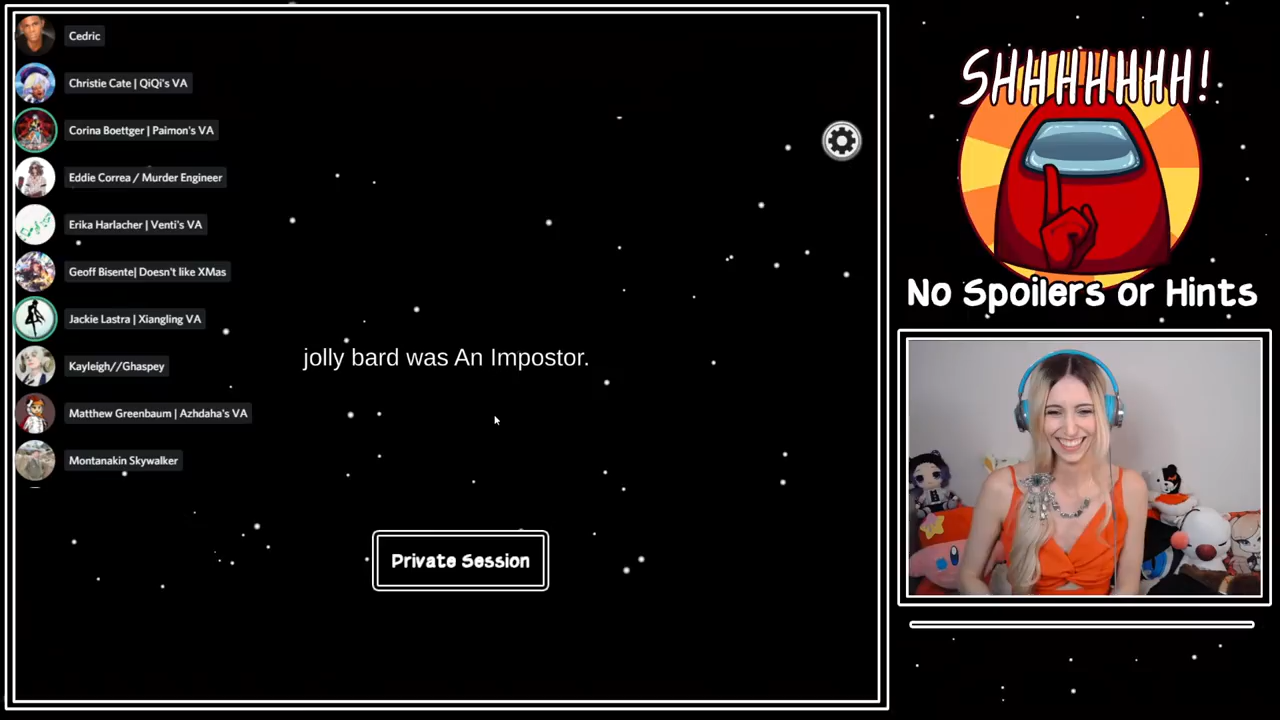 Cedric
Christie Cate | QiQi's VA
Corina Boettger | Paimon's VA
Eddie Correa / Murder Engineer
Erika Harlacher | Venti's VA
Geoff Bisente| Doesn't like XMas
Jackie Lastra | Xiangling VA
Kayleigh//Ghaspey
Matthew Greenbaum | Azhdaha's VA
Montanakin Skywalker
jolly bard was An Impostor.
Private Session
SHHHHHHH!
No Spoilers or Hints